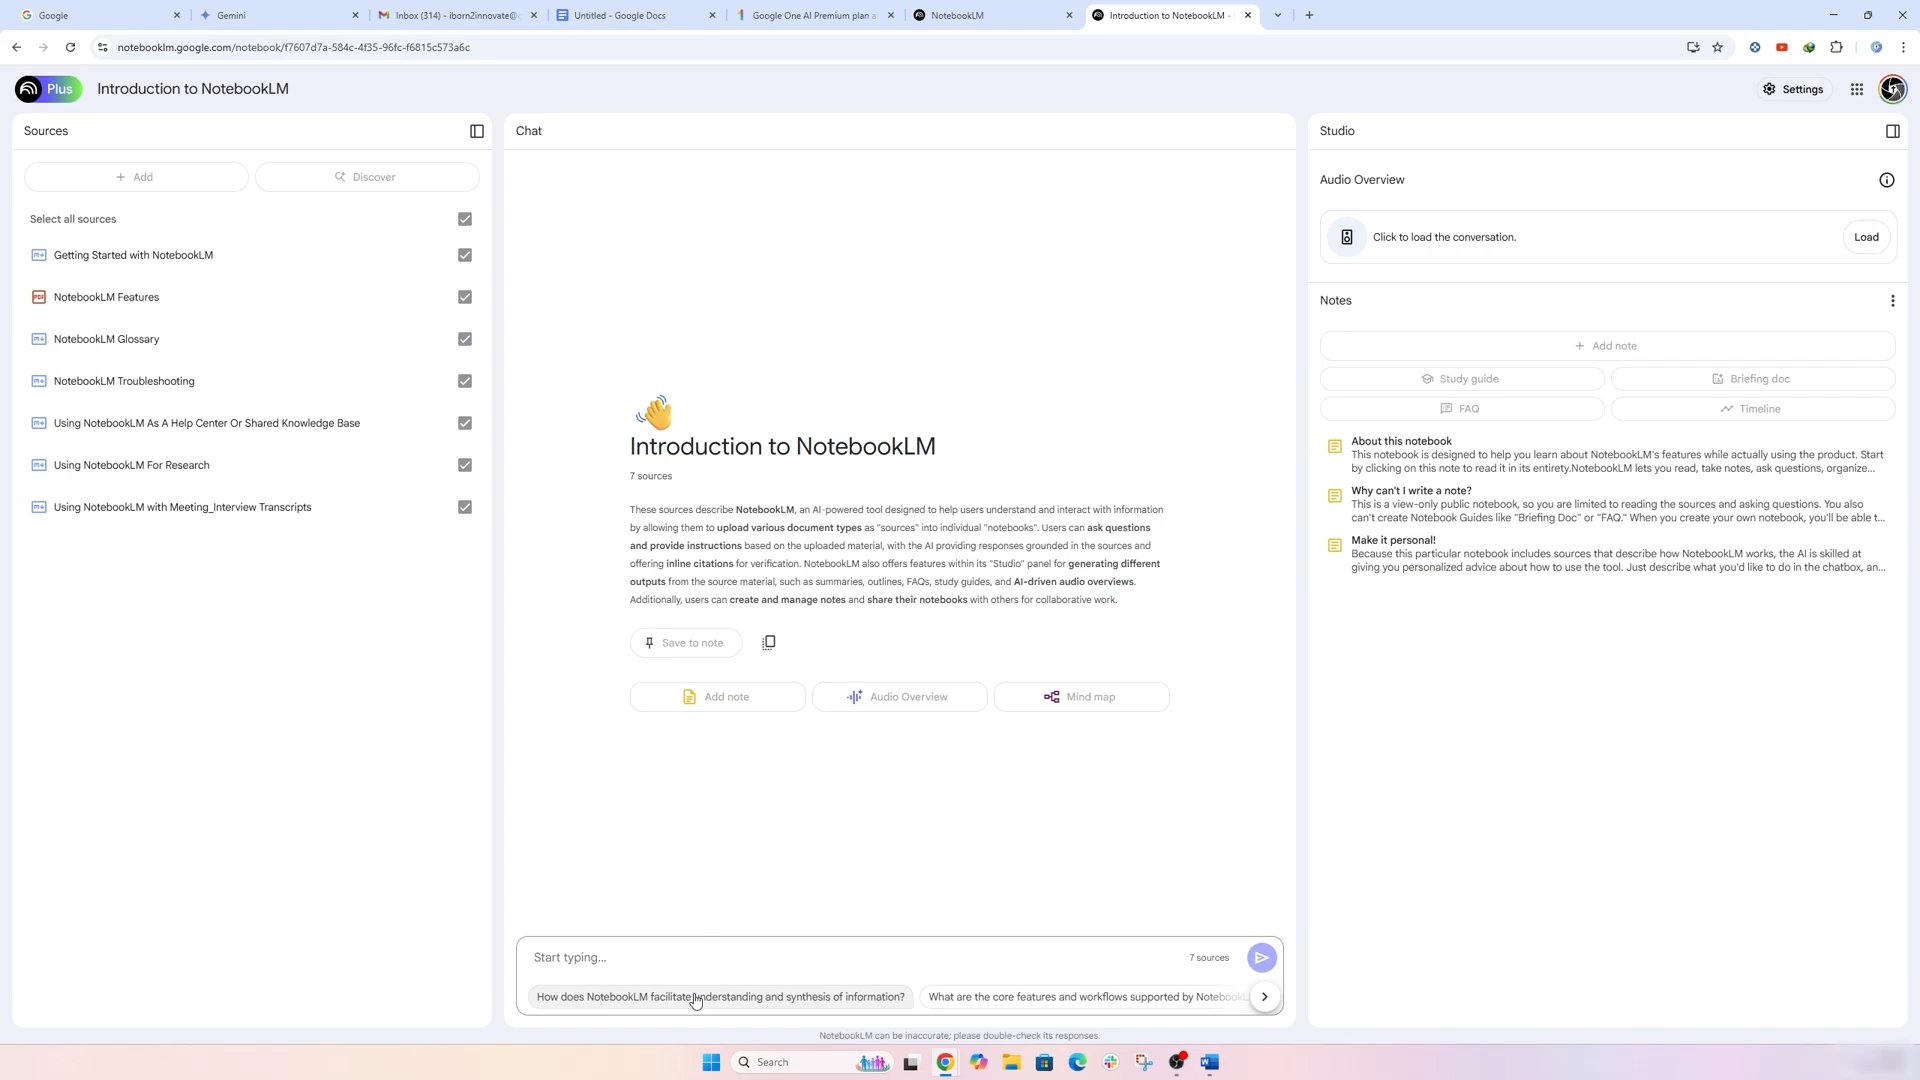 Google
Gemini
Inbox (314) - iborn2innovate@
Untitled - Google Docs
Google One AI Premium plan a
NotebookLM
Introduction to NotebookLM -
notebooklm.google.com/notebook/f7607d7a-584c-4f35-96fc-f6815c573a6c
Plus
Introduction to NotebookLM
Settings
Sources
+ Add
Discover
Select all sources
Getting Started with NotebookLM
PDF NotebookLM Features
NotebookLM Glossary
NotebookLM Troubleshooting
Using NotebookLM As A Help Center Or Shared Knowledge Base
Using NotebookLM For Research
Using NotebookLM with Meeting_Interview Transcripts
Chat
Introduction to NotebookLM
7 sources
These sources describe NotebookLM, an AI-powered tool designed to help users understand and interact with information
by allowing them to upload various document types as "sources" into individual "notebooks". Users can ask questions
and provide instructions based on the uploaded material, with the AI providing responses grounded in the sources and
offering inline citations for verification. NotebookLM also offers features within its "Studio" panel for generating different
outputs from the source material, such as summaries, outlines, FAQs, study guides, and AI-driven audio overviews.
Additionally, users can create and manage notes and share their notebooks with others for collaborative work.
Save to note
Add note
Audio Overview
Mind map
Start typing...
7 sources
How does NotebookLM facilitate understanding and synthesis of information?
What are the core features and workflows supported by NotebookL
NotebookLM can be inaccurate; please double-check its responses.
Studio
Audio Overview
Click to load the conversation.
Load
Notes
+ Add note
Study guide
Briefing doc
FAQ
Timeline
About this notebook
This notebook is designed to help you learn about NotebookLM's features while actually using the product. Start
by clicking on this note to read it in its entirety.NotebookLM lets you read, take notes, ask questions, organize...
Why can't I write a note?
This is a view-only public notebook, so you are limited to reading the sources and asking questions. You also
can't create Notebook Guides like "Briefing Doc" or "FAQ." When you create your own notebook, you'll be able t...
Make it personal!
Because this particular notebook includes sources that describe how NotebookLM works, the AI is skilled at
giving you personalized advice about how to use the tool. Just describe what you'd like to do in the chatbox, an...
Search